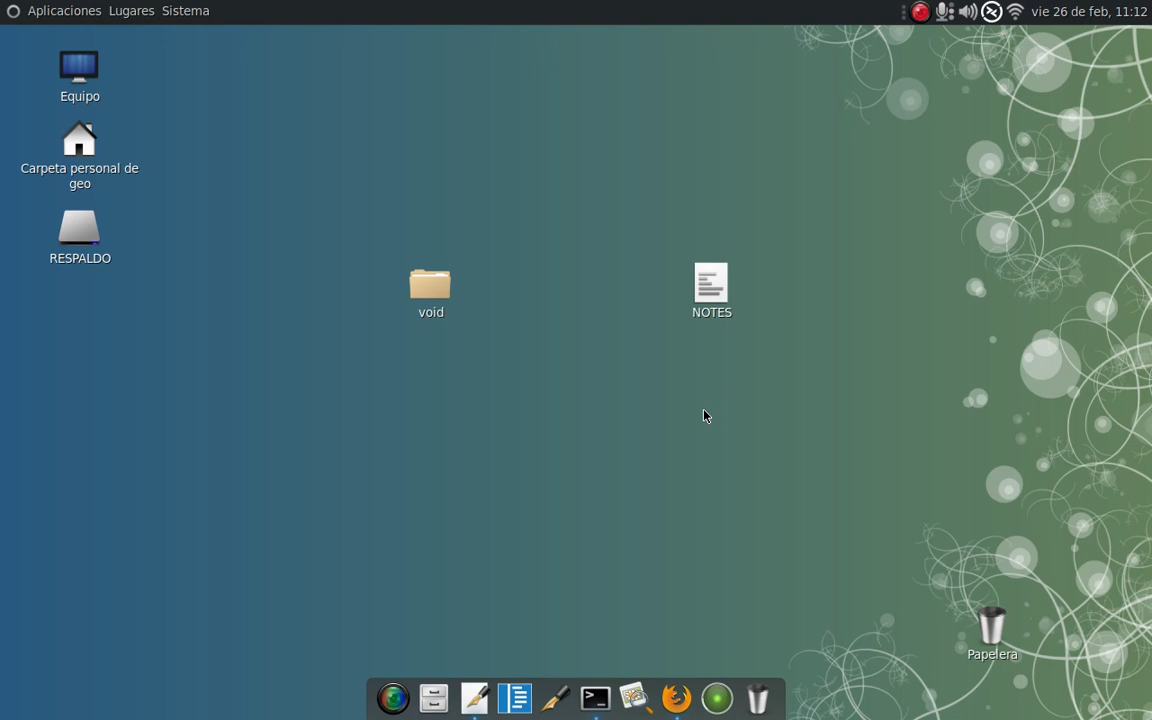 Aplicaciones Lugares Sistema
vie 26 de feb, 11:12
Equipo
Carpeta personal de
geo
RESPALDO
void
NOTES
Papelera